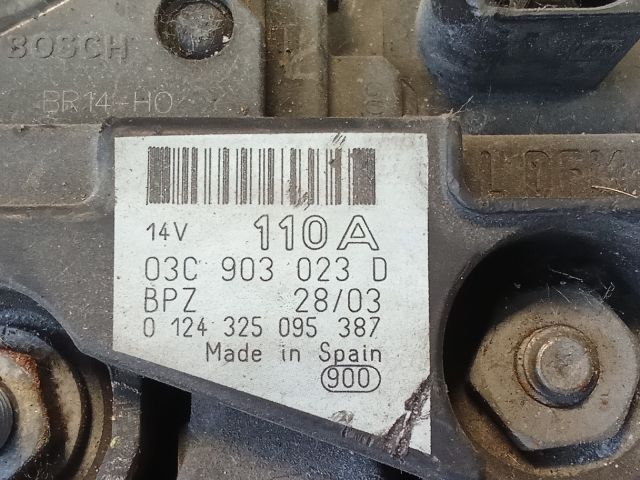 BOSCH
BR14-HO
14V 110A
03C 903 023 D
BPZ 28/03
0 124 325 095 387
Made in Spain
900